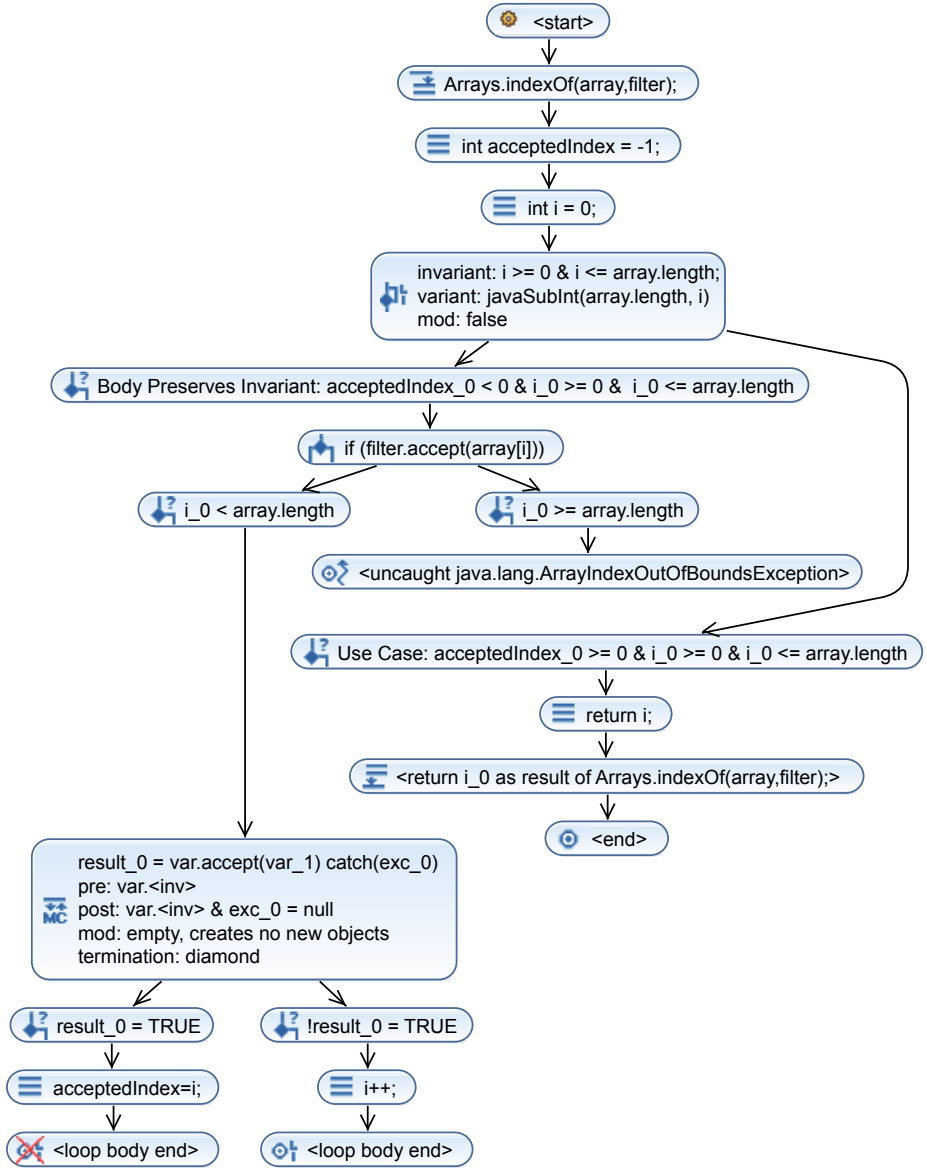 <start>
Arrays.indexOf(array,filter);
int acceptedIndex = -1;
int i = 0;
invariant: i >= 0 & i <= array.length;
variant: javaSubInt(array.length, i)
mod: false
Body Preserves Invariant: acceptedIndex_0 < 0 & i_0 >= 0 & i_0 <= array.length
if (filter.accept(array[i]))
i_0 < array.length
i_0 >= array.length
<uncaught java.lang.ArrayIndexOutOfBoundsException>
Use Case: acceptedIndex_0 >= 0 & i_0 >= 0 & i_0 <= array.length
return i;
<return i_0 as result of Arrays.indexOf(array,filter);>
<end>
result_0 = var.accept(var_1) catch(exc_0)
pre: var.<inv>
post: var.<inv> & exc_0 = null
mod: empty, creates no new objects
termination: diamond
MC
result_0 = TRUE
!result_0 = TRUE
acceptedIndex=i;
i++;
<loop body end>
<loop body end>